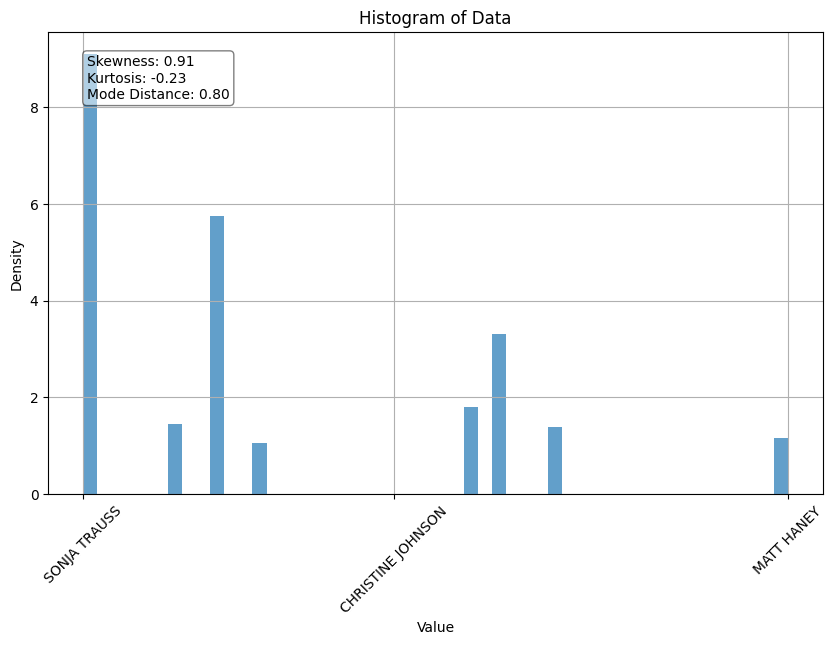 Histogram of Data
Skewness: 0.91
Kurtosis: -0.23
Mode Distance: 0.80
8
6
4
2
0
Density
SONJA TRAUSS
CHRISTINE JOHNSON
MATT HANEY
Value